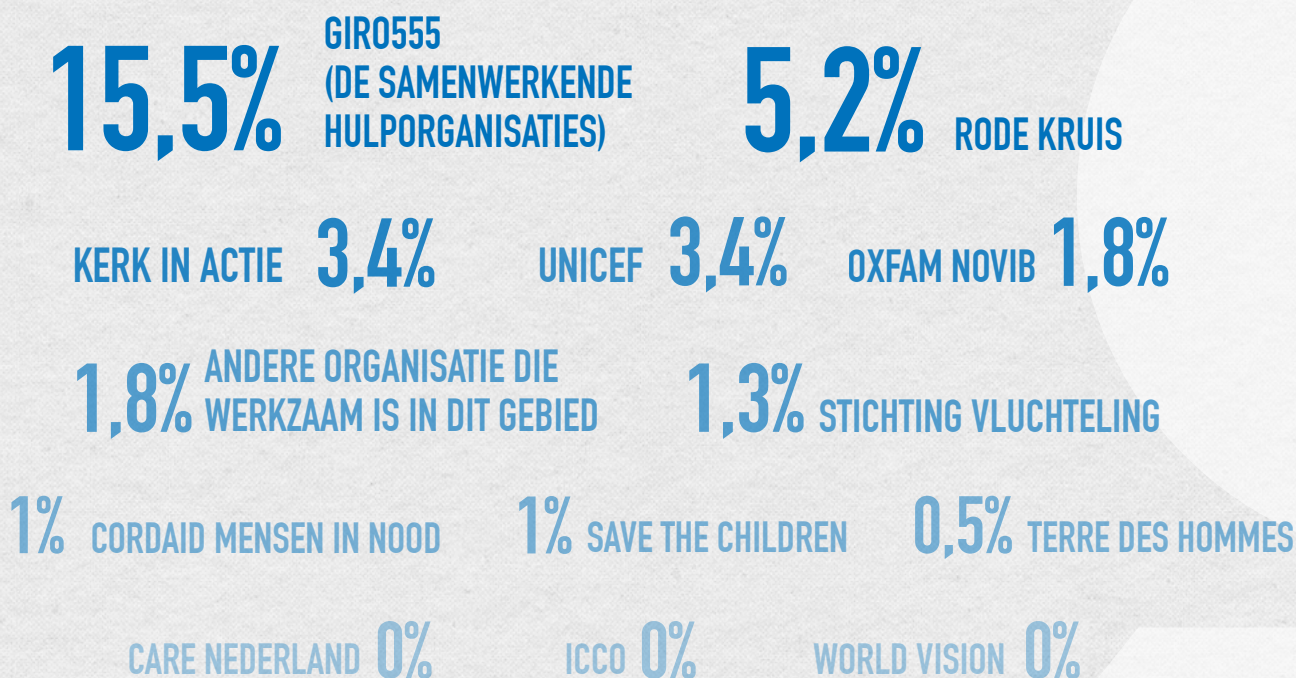 15,5% GIRO555
(DE SAMENWERKENDE
HULPORGANISATIES)
5,2% RODE KRUIS
KERK IN ACTIE 3,4%
UNICEF 3,4%
OXFAM NOVIB 1,8%
1,8% ANDERE ORGANISATIE DIE
WERKZAAM IS IN DIT GEBIED
1,3% STICHTING VLUCHTELING
1% CORDAID MENSEN IN NOOD
1% SAVE THE CHILDREN
0,5% TERRE DES HOMMES
CARE NEDERLAND 0%
ICCO 0%
WORLD VISION 0%